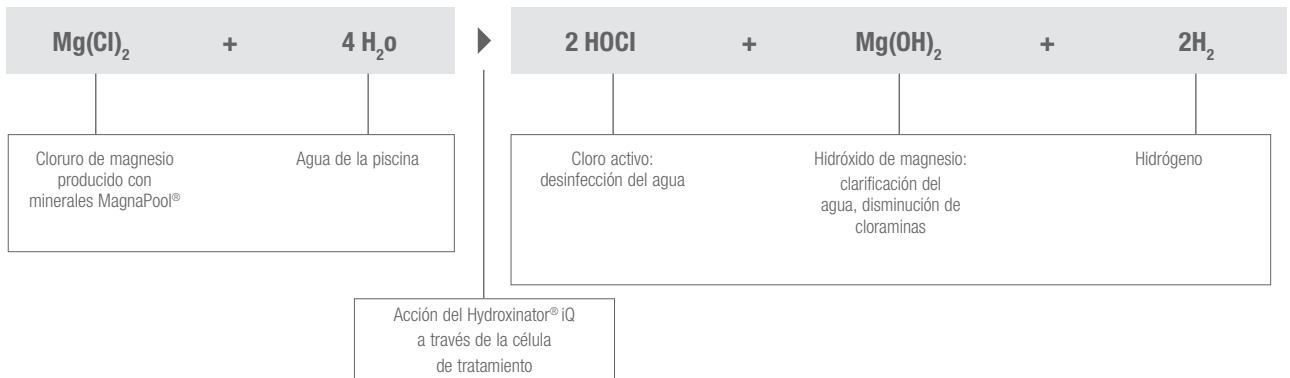 Mg(Cl)₂ + 4 H₂o ▶ 2 HOCl + Mg(OH)₂ + 2H₂
Cloruro de magnesio
producido con
minerales MagnaPool®
Agua de la piscina
Cloro activo:
desinfección del agua
Hidróxido de magnesio:
clarificación del
agua, disminución de
cloraminas
Hidrógeno
Acción del Hydroxinator® iQ
a través de la célula
de tratamiento